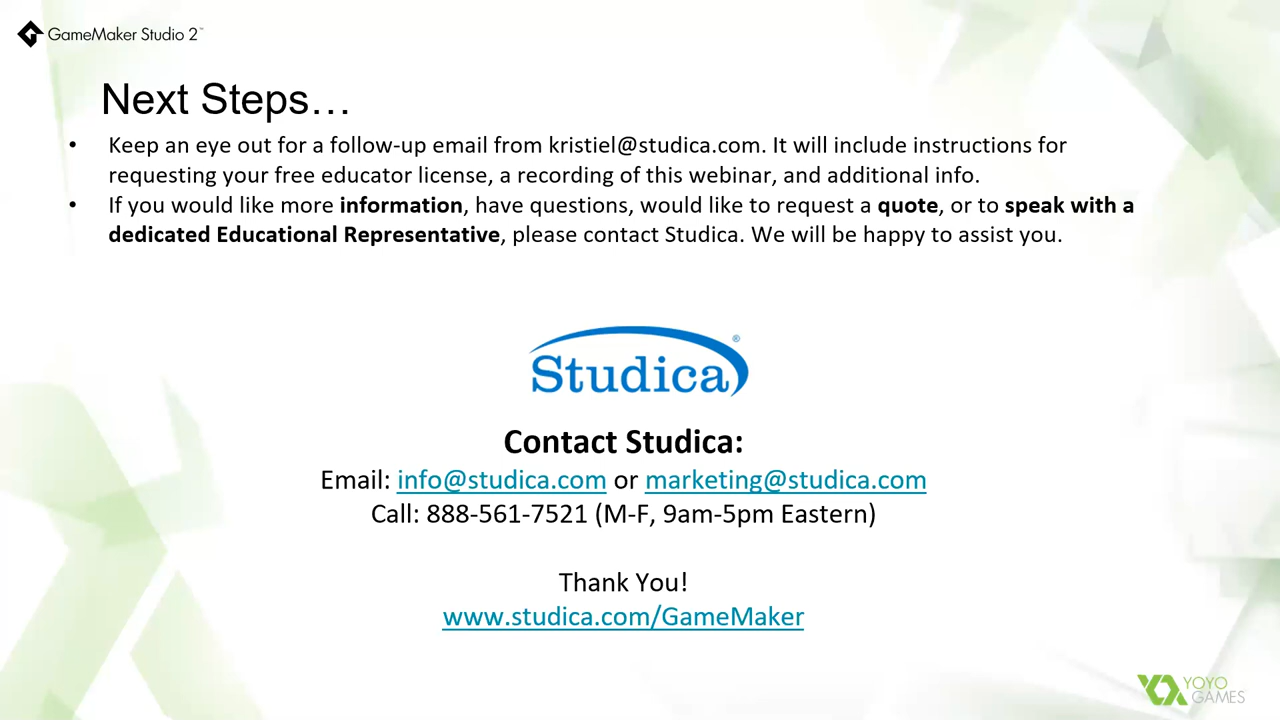 GameMaker Studio 2™
Next Steps…
• Keep an eye out for a follow-up email from kristiel@studica.com. It will include instructions for
requesting your free educator license, a recording of this webinar, and additional info.
• If you would like more information, have questions, would like to request a quote, or to speak with a
dedicated Educational Representative, please contact Studica. We will be happy to assist you.
Studica®
Contact Studica:
Email: info@studica.com or marketing@studica.com
Call: 888-561-7521 (M-F, 9am-5pm Eastern)
Thank You!
www.studica.com/GameMaker
YOYO
GAMES